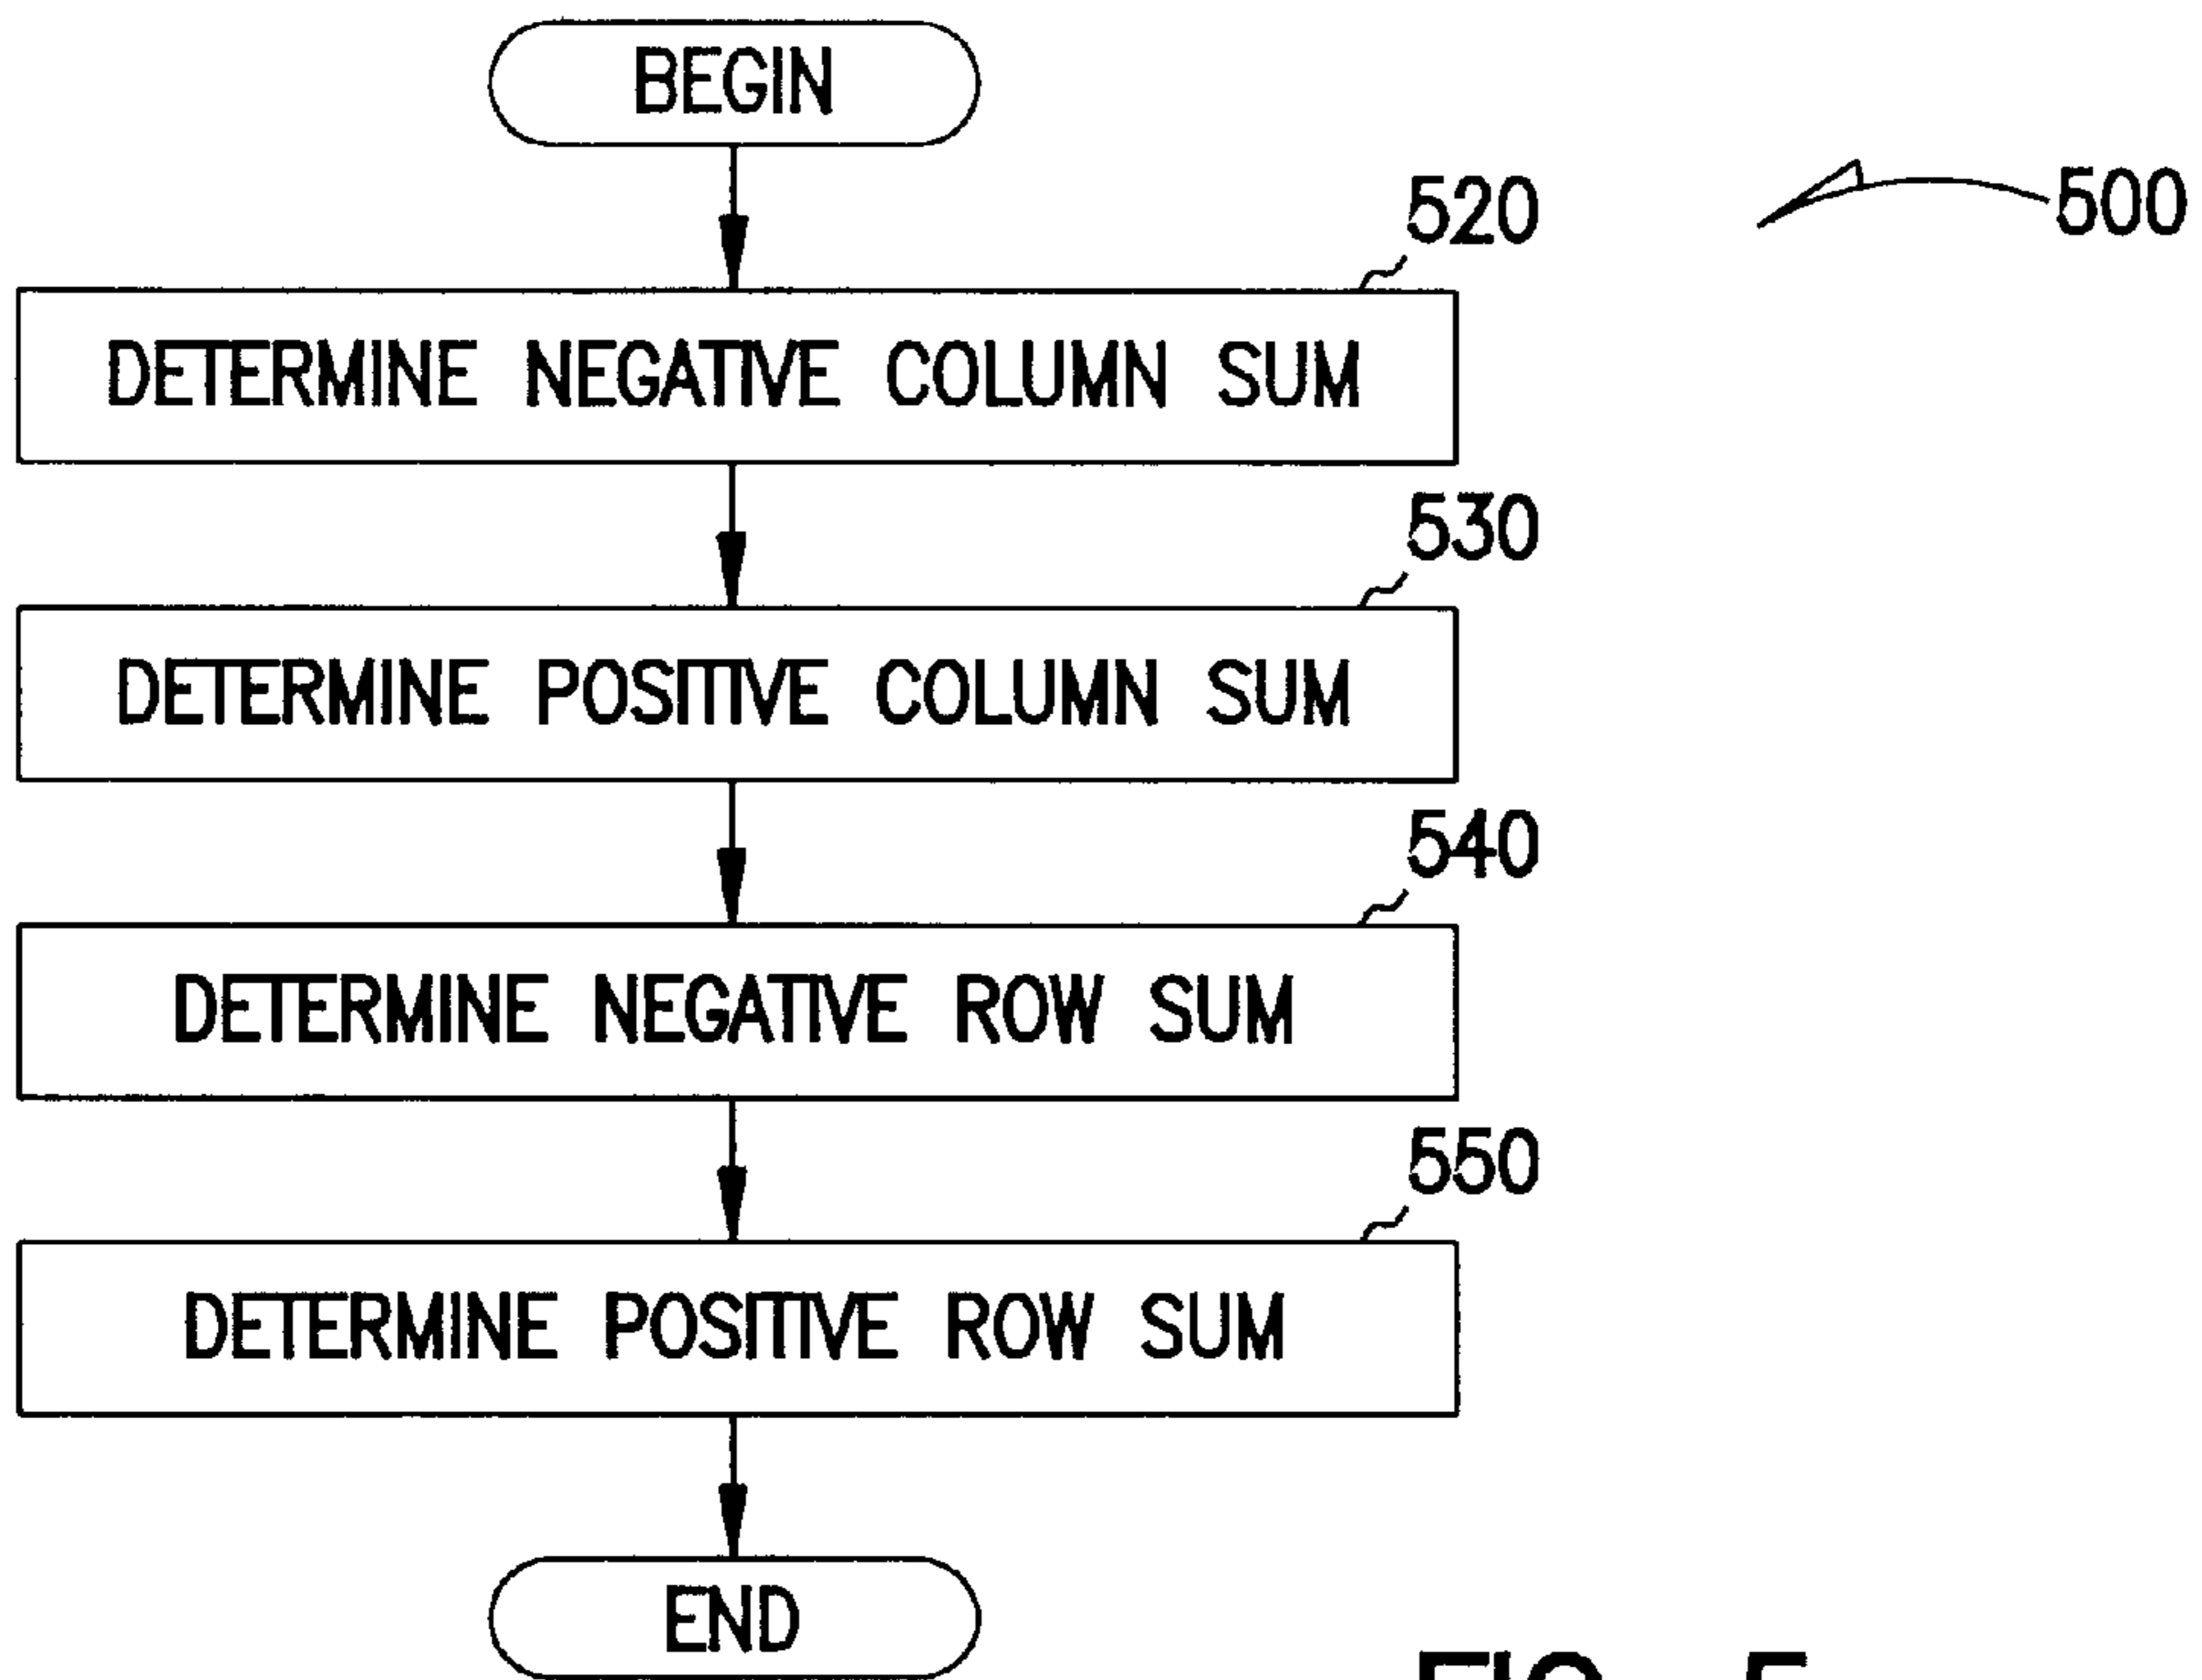 BEGIN
500
520
DETERMINE NEGATIVE COLUMN SUM
530
DETERMINE POSITIVE COLUMN SUM
540
DETERMINE NEGATIVE ROW SUM
550
DETERMINE POSITIVE ROW SUM
END